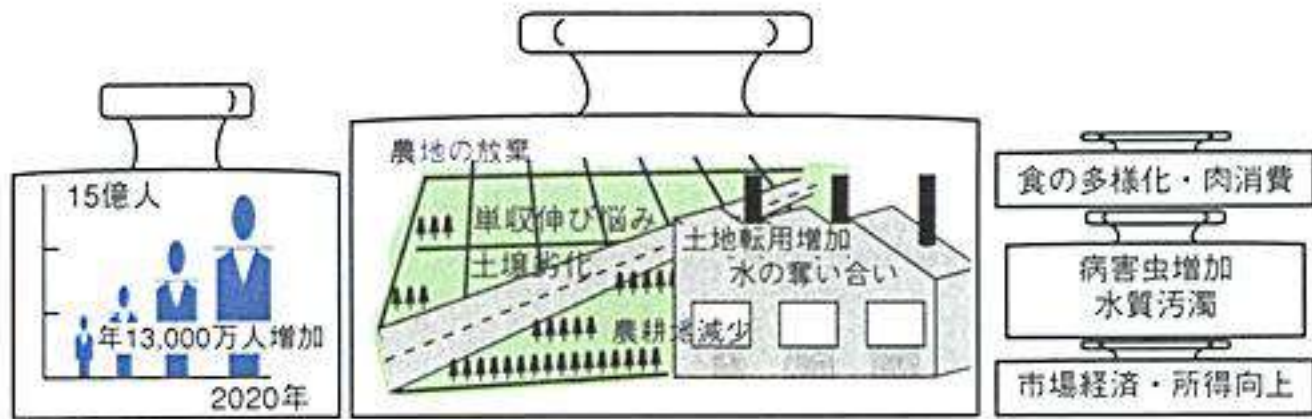 15億人
年13,000万人増加
2020年
農地の放棄
単収伸び悩み
土壌劣化
土地転用増加
水の奪い合い
農耕地減少
食の多様化・肉消費
病害虫増加
水質汚濁
市場経済・所得向上